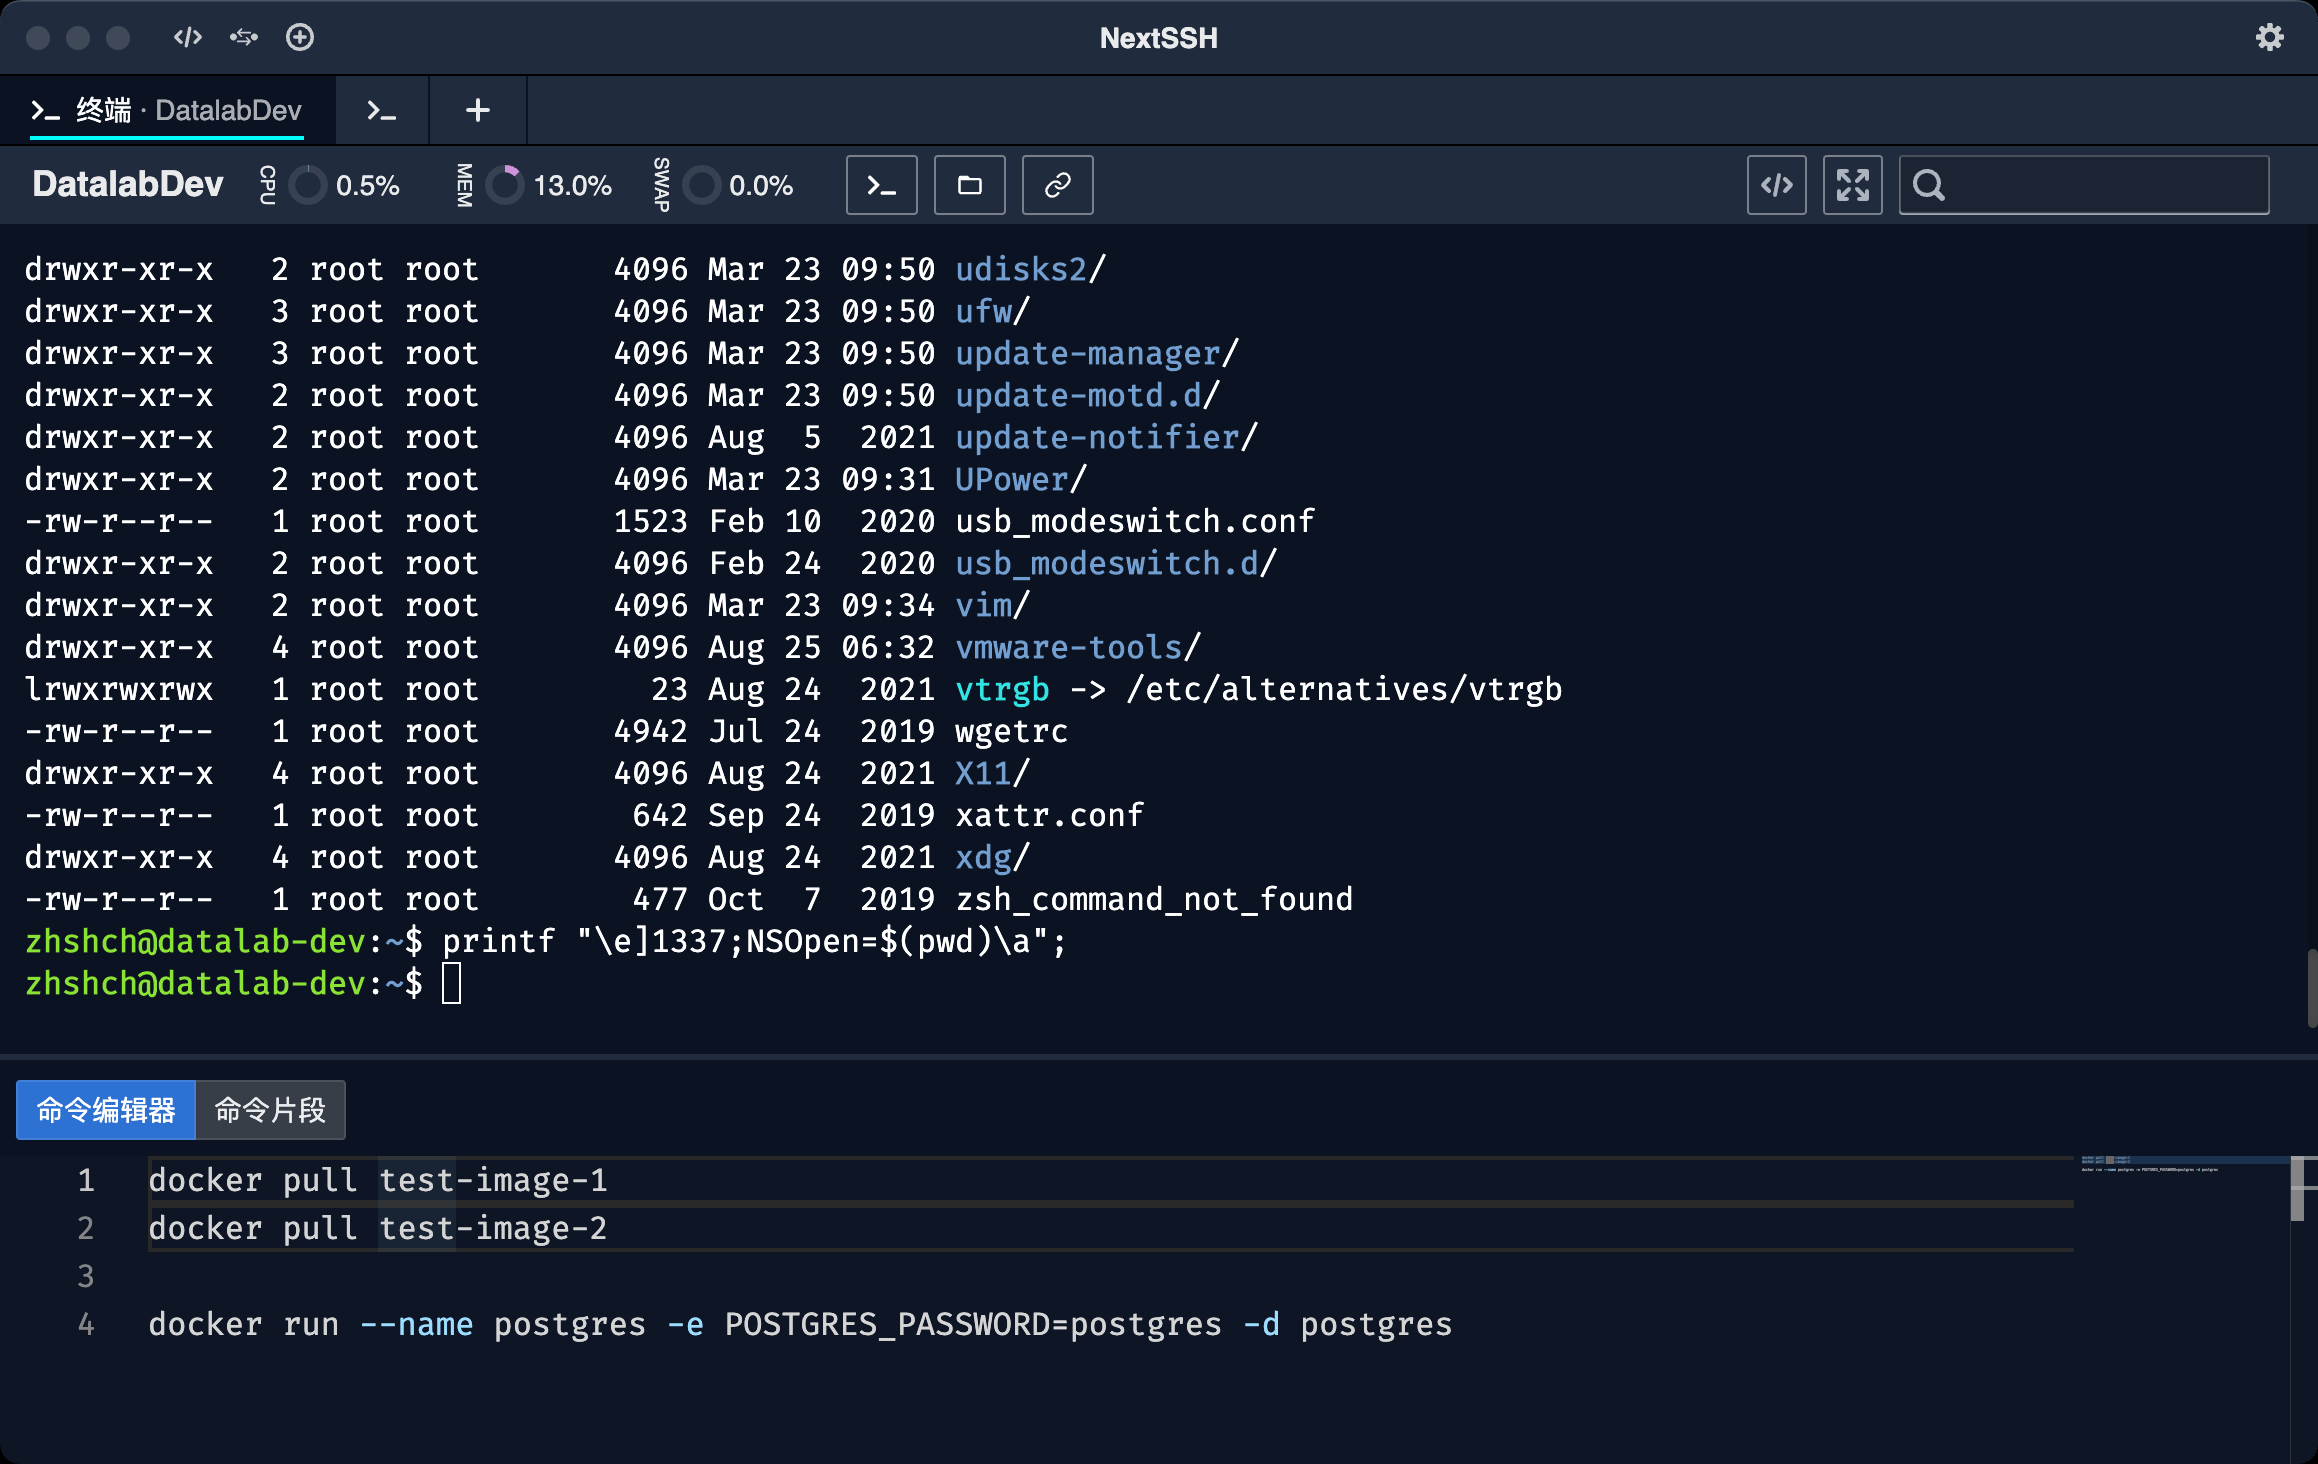 NextSSH
终端 · DatalabDev
DatalabDev CPU 0.5% MEM 13.0% SWAP 0.0%
drwxr-xr-x   2 root root       4096 Mar 23 09:50 udisks2/
drwxr-xr-x   3 root root       4096 Mar 23 09:50 ufw/
drwxr-xr-x   3 root root       4096 Mar 23 09:50 update-manager/
drwxr-xr-x   2 root root       4096 Mar 23 09:50 update-motd.d/
drwxr-xr-x   2 root root       4096 Aug  5  2021 update-notifier/
drwxr-xr-x   2 root root       4096 Mar 23 09:31 UPower/
-rw-r--r--   1 root root       1523 Feb 10  2020 usb_modeswitch.conf
drwxr-xr-x   2 root root       4096 Feb 24  2020 usb_modeswitch.d/
drwxr-xr-x   2 root root       4096 Mar 23 09:34 vim/
drwxr-xr-x   4 root root       4096 Aug 25 06:32 vmware-tools/
lrwxrwxrwx   1 root root         23 Aug 24  2021 vtrgb -> /etc/alternatives/vtrgb
-rw-r--r--   1 root root       4942 Jul 24  2019 wgetrc
drwxr-xr-x   4 root root       4096 Aug 24  2021 X11/
-rw-r--r--   1 root root        642 Sep 24  2019 xattr.conf
drwxr-xr-x   4 root root       4096 Aug 24  2021 xdg/
-rw-r--r--   1 root root        477 Oct  7  2019 zsh_command_not_found
zhshch@datalab-dev:~$ printf "\e]1337;NSOpen=$(pwd)\a";
zhshch@datalab-dev:~$
命令编辑器 命令片段
1 docker pull test-image-1
2 docker pull test-image-2
3
4 docker run --name postgres -e POSTGRES_PASSWORD=postgres -d postgres